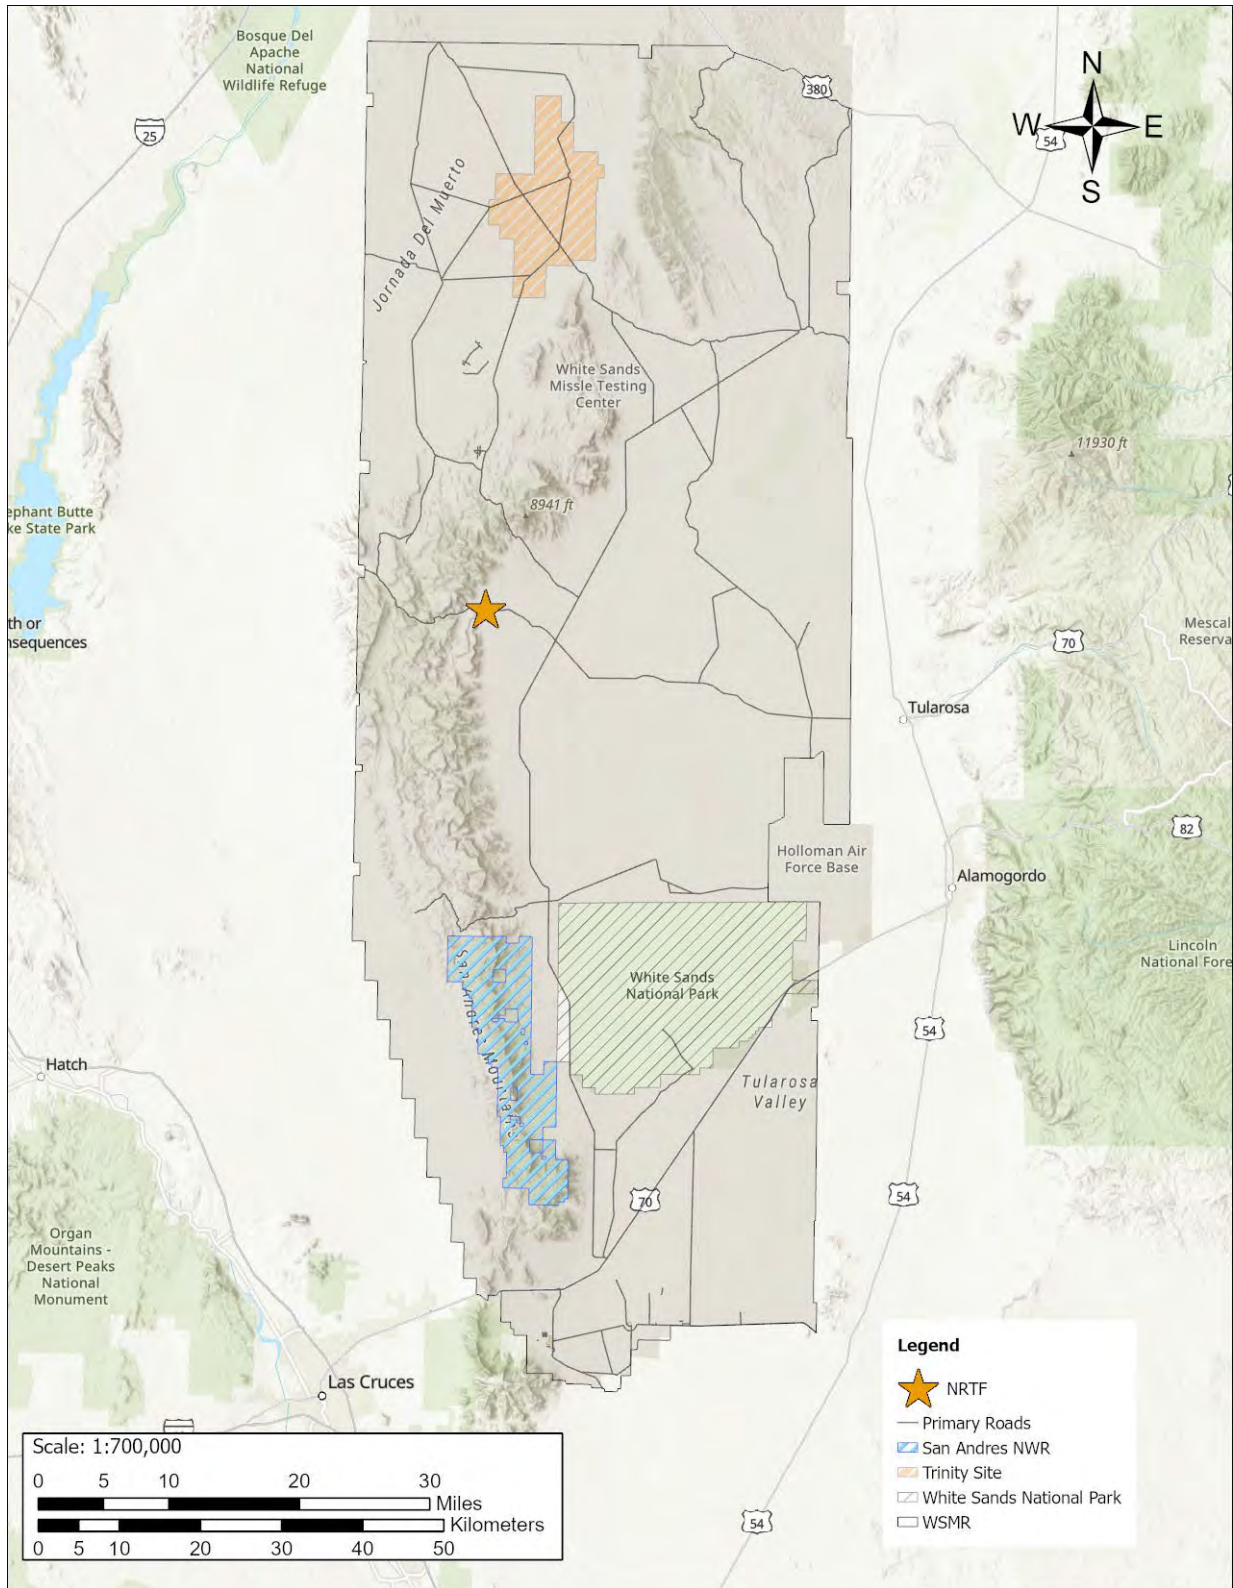 Bosque Del
Apache
National
Wildlife Refuge
25
380
54
N
W
E
S
Jornada Del Muerto
White Sands
Missle Testing
Center
11930 ft
8941 ft
ephant Butte
ke State Park
th or
nsequences
Mescal
Reserva
70
Tularosa
82
Holloman Air
Force Base
Alamogordo
Lincoln
National Fore
White Sands
National Park
San Andres Mountains
54
Hatch
Tularosa
Valley
70
54
Organ
Mountains -
Desert Peaks
National
Monument
Las Cruces
54
Legend
NRTF
Primary Roads
San Andres NWR
Trinity Site
White Sands National Park
WSMR
Scale: 1:700,000
0 5 10 20 30
Miles
Kilometers
0 5 10 20 30 40 50